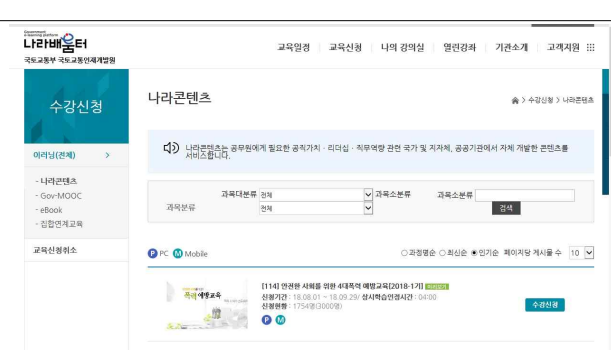 나라배움터
국토교통부 국토교통인재개발원
교육일정 교육신청 나의 강의실 열린강좌 기관소개 고객지원
수강신청
나라콘텐츠
수강신청 > 나라콘텐츠
이러닝(전체) >
- 나라콘텐츠
- Gov-MOOC
- eBook
- 집합연계교육
교육신청취소
나라콘텐츠는 공무원에게 필요한 공직가치 · 리더십 · 직무역량 관련 국가 및 지자체, 공공기관에서 자체 개발한 콘텐츠를
서비스합니다.
과목대분류 전체 과목소분류 과목소분류
과목분류 전체 검색
P PC M Mobile
과정명순 최신순 인기순 페이지당 게시물 수 10
폭력 예방교육
[114] 안전한 사회를 위한 4대폭력 예방교육[2018-1기]
신청기간 : 18.08.01 ~ 18.09.29/ 상시학습인정시간 : 04:00
신청현황 : 1754명(3000명)
P M
수강신청